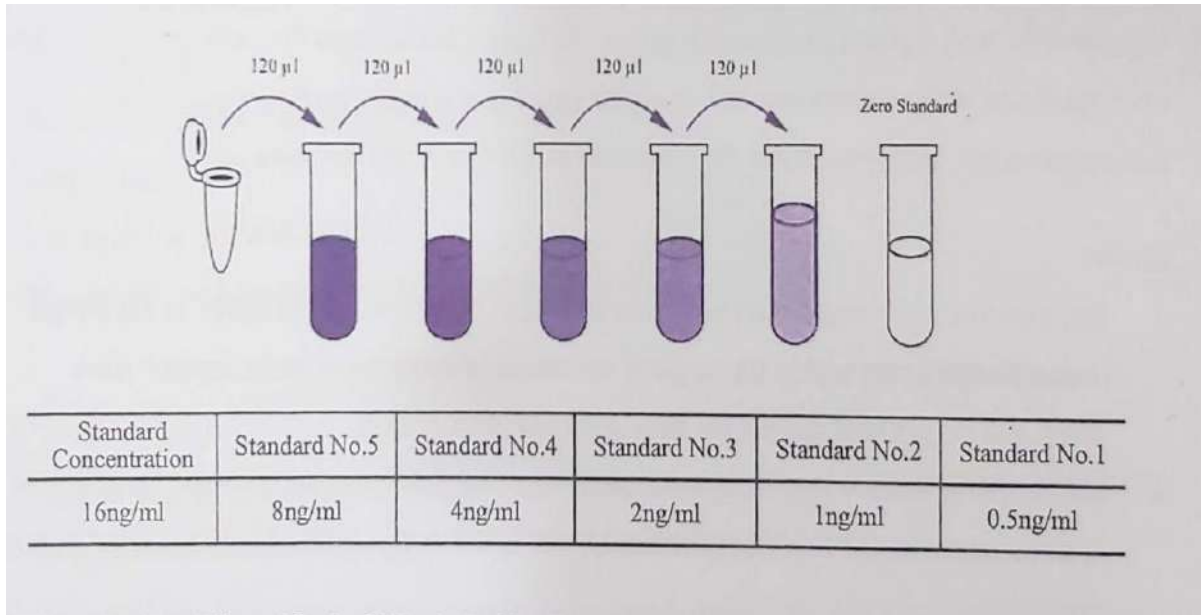 120 µl 120 µl 120 µl 120 µl 120 µl
Zero Standard
Standard Concentration Standard No.5 Standard No.4 Standard No.3 Standard No.2 Standard No.1
16ng/ml 8ng/ml 4ng/ml 2ng/ml 1ng/ml 0.5ng/ml